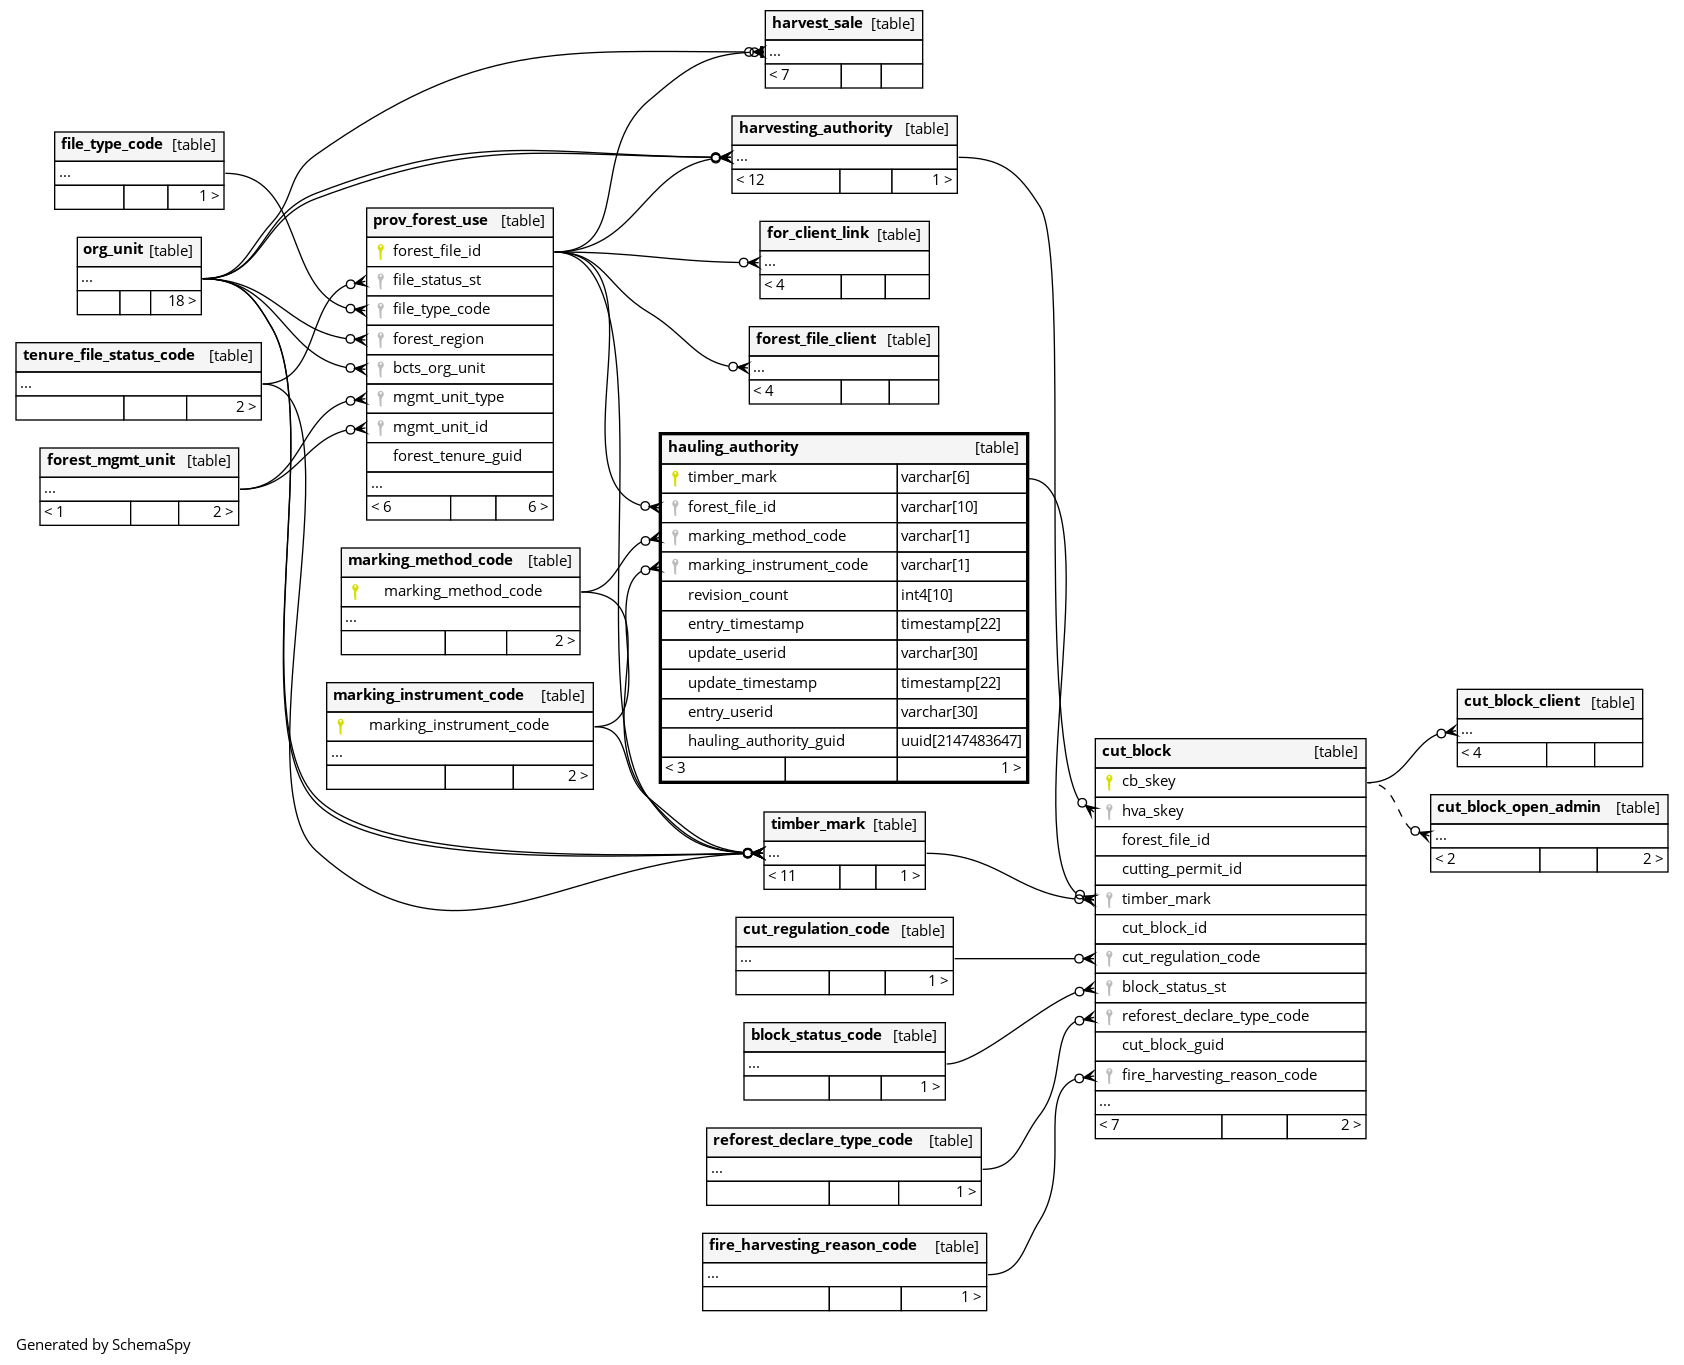 harvest_sale [table]
...
< 7
harvesting_authority [table]
...
< 12 1 >
file_type_code [table]
...
1 >
org_unit [table]
...
18 >
tenure_file_status_code [table]
...
2 >
forest_mgmt_unit [table]
...
< 1 2 >
prov_forest_use [table]
forest_file_id
file_status_st
file_type_code
forest_region
bcts_org_unit
mgmt_unit_type
mgmt_unit_id
forest_tenure_guid
...
< 6 6 >
for_client_link [table]
...
< 4
forest_file_client [table]
...
< 4
hauling_authority [table]
timber_mark varchar[6]
forest_file_id varchar[10]
marking_method_code varchar[1]
marking_instrument_code varchar[1]
revision_count int4[10]
entry_timestamp timestamp[22]
update_userid varchar[30]
update_timestamp timestamp[22]
entry_userid varchar[30]
hauling_authority_guid uuid[2147483647]
< 3 1 >
marking_method_code [table]
marking_method_code
...
2 >
marking_instrument_code [table]
marking_instrument_code
...
2 >
timber_mark [table]
...
< 11 1 >
cut_regulation_code [table]
...
1 >
block_status_code [table]
...
1 >
reforest_declare_type_code [table]
...
1 >
fire_harvesting_reason_code [table]
...
1 >
cut_block [table]
cb_skey
hva_skey
forest_file_id
cutting_permit_id
timber_mark
cut_block_id
cut_regulation_code
block_status_st
reforest_declare_type_code
cut_block_guid
fire_harvesting_reason_code
...
< 7 2 >
cut_block_client [table]
...
< 4
cut_block_open_admin [table]
...
< 2 2 >
Generated by SchemaSpy